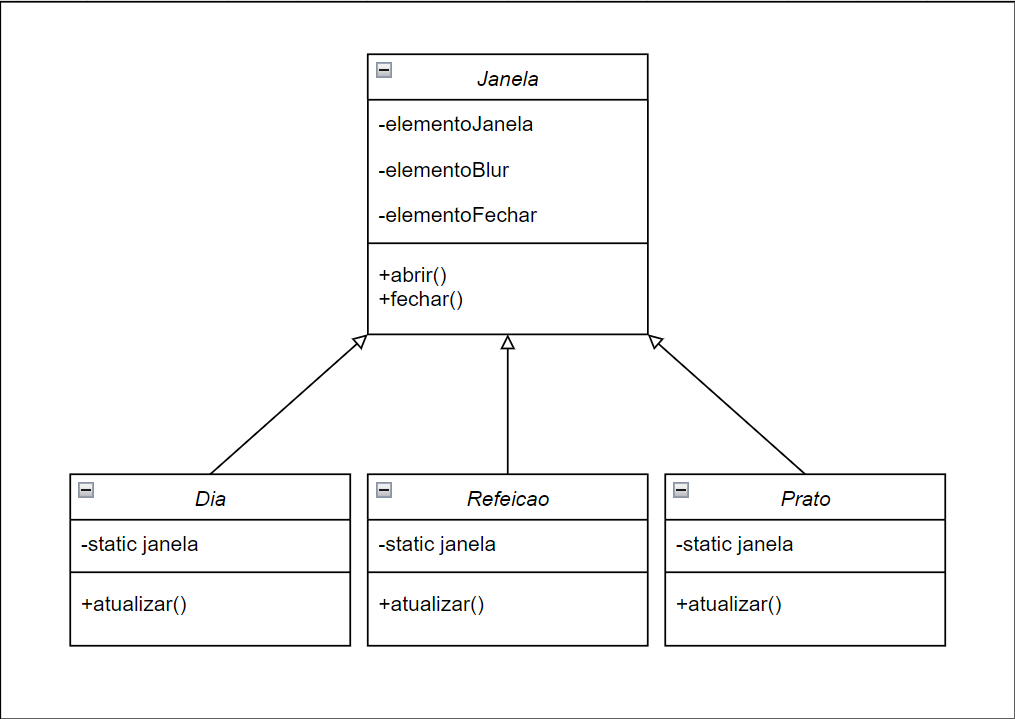 Janela
-elementoJanela
-elementoBlur
-elementoFechar
+abrir()
+fechar()
Dia
-static janela
+atualizar()
Refeicao
-static janela
+atualizar()
Prato
-static janela
+atualizar()